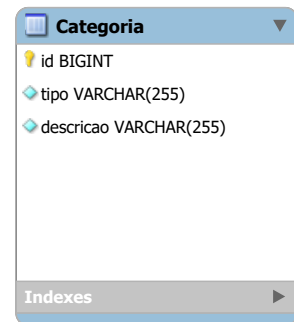 Categoria
id BIGINT
tipo VARCHAR(255)
descricao VARCHAR(255)
Indexes